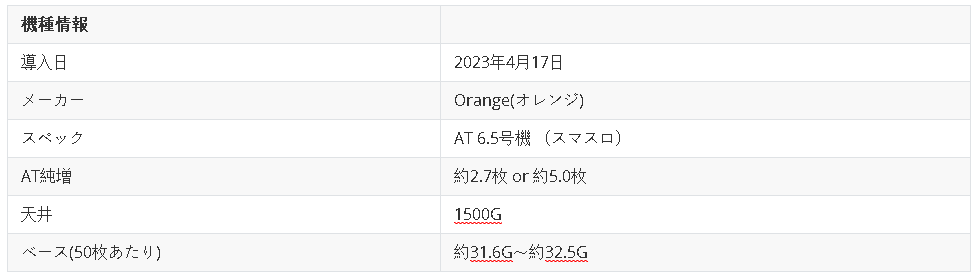 機種情報
導入日 2023年4月17日
メーカー Orange(オレンジ)
スペック AT 6.5号機 （スマスロ）
AT純増 約2.7枚 or 約5.0枚
天井 1500G
ベース(50枚あたり) 約31.6G～約32.5G